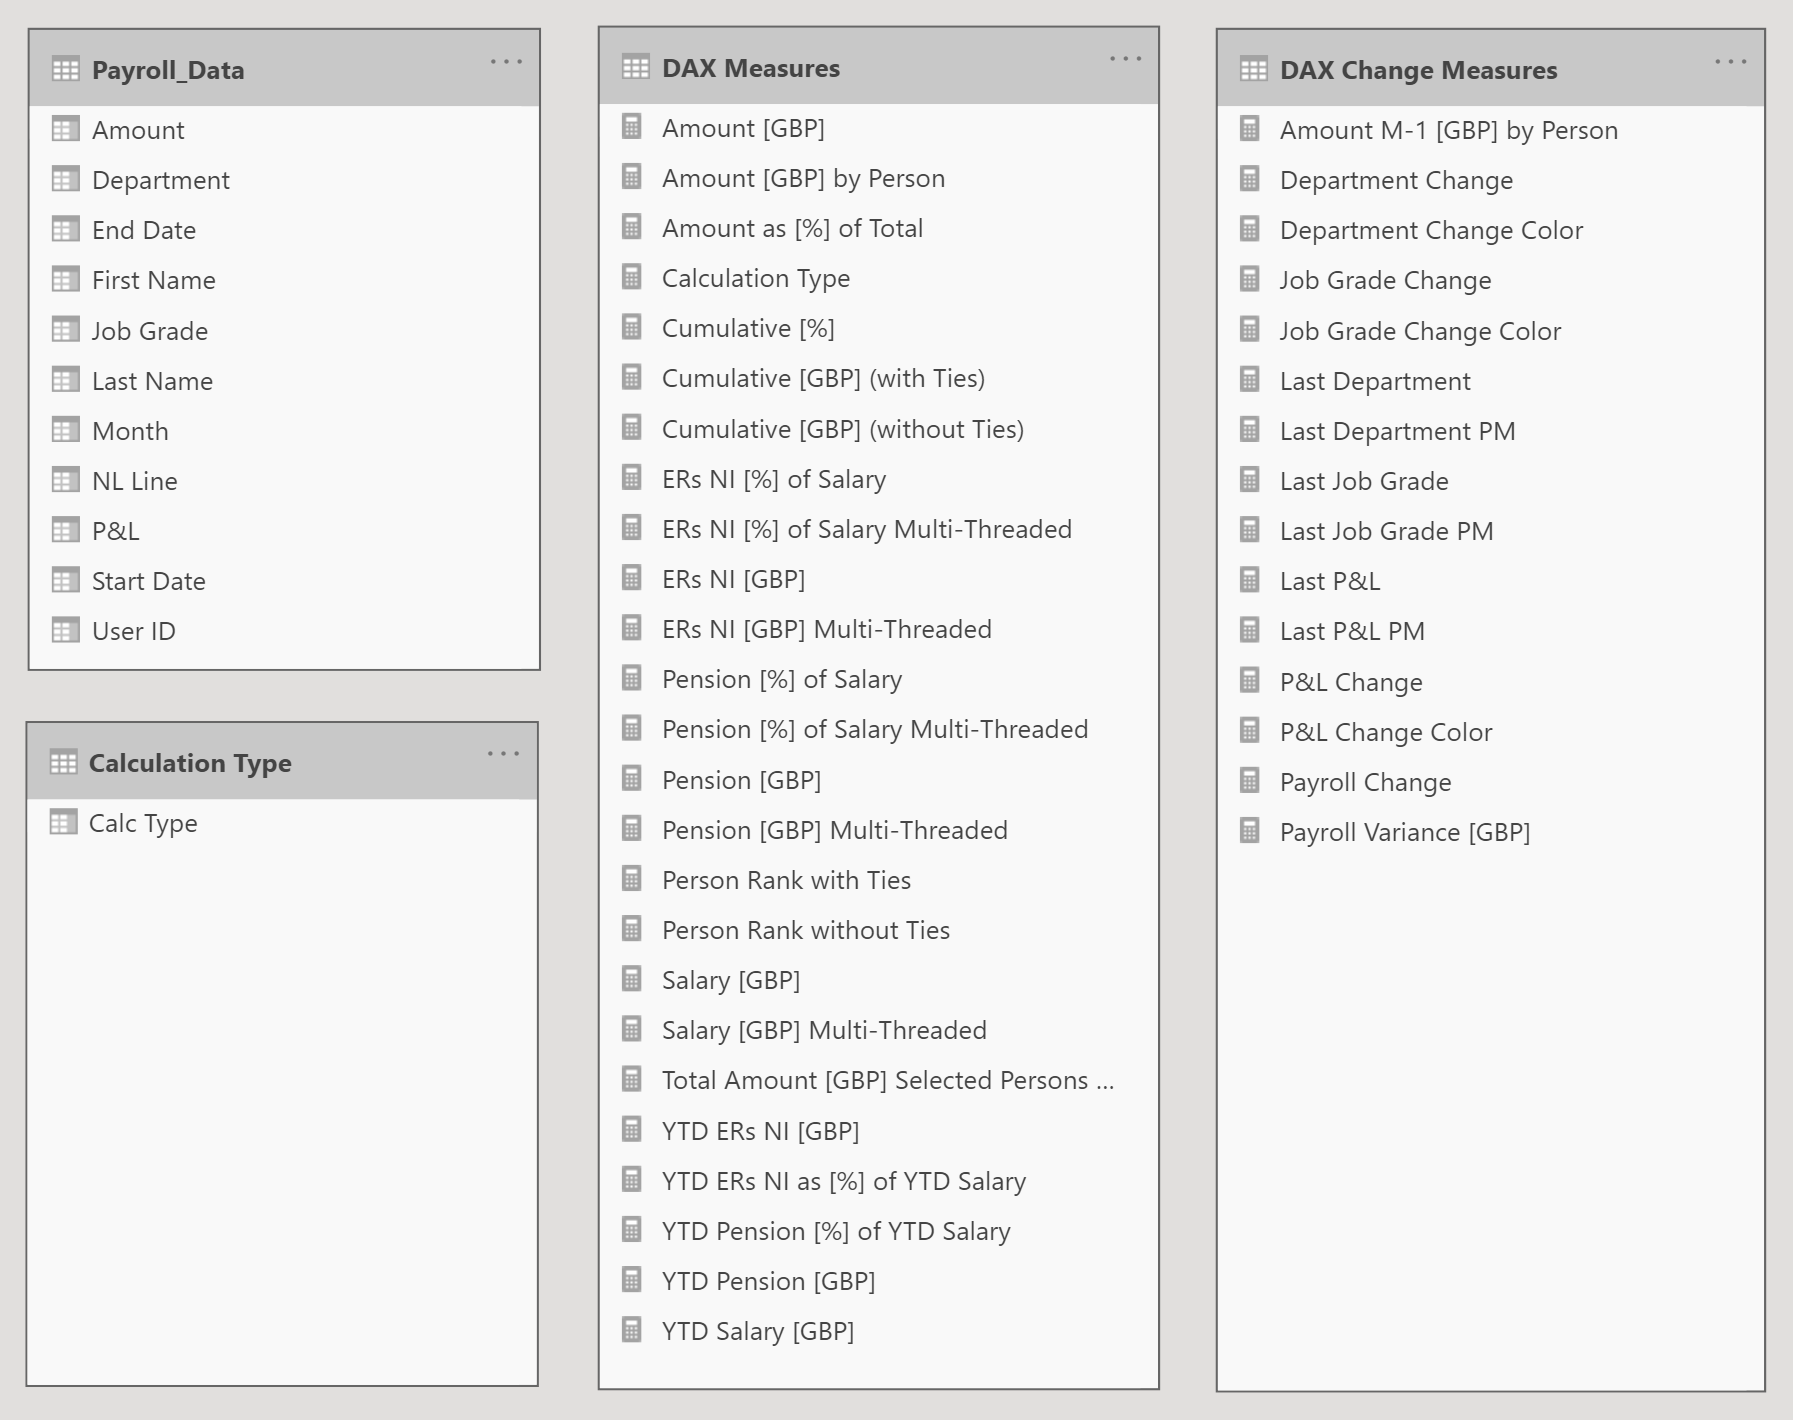 Payroll_Data
Amount
Department
End Date
First Name
Job Grade
Last Name
Month
NL Line
P&L
Start Date
User ID
Calculation Type
Calc Type
DAX Measures
Amount [GBP]
Amount [GBP] by Person
Amount as [%] of Total
Calculation Type
Cumulative [%]
Cumulative [GBP] (with Ties)
Cumulative [GBP] (without Ties)
ERs NI [%] of Salary
ERs NI [%] of Salary Multi-Threaded
ERs NI [GBP]
ERs NI [GBP] Multi-Threaded
Pension [%] of Salary
Pension [%] of Salary Multi-Threaded
Pension [GBP]
Pension [GBP] Multi-Threaded
Person Rank with Ties
Person Rank without Ties
Salary [GBP]
Salary [GBP] Multi-Threaded
Total Amount [GBP] Selected Persons ...
YTD ERs NI [GBP]
YTD ERs NI as [%] of YTD Salary
YTD Pension [%] of YTD Salary
YTD Pension [GBP]
YTD Salary [GBP]
DAX Change Measures
Amount M-1 [GBP] by Person
Department Change
Department Change Color
Job Grade Change
Job Grade Change Color
Last Department
Last Department PM
Last Job Grade
Last Job Grade PM
Last P&L
Last P&L PM
P&L Change
P&L Change Color
Payroll Change
Payroll Variance [GBP]